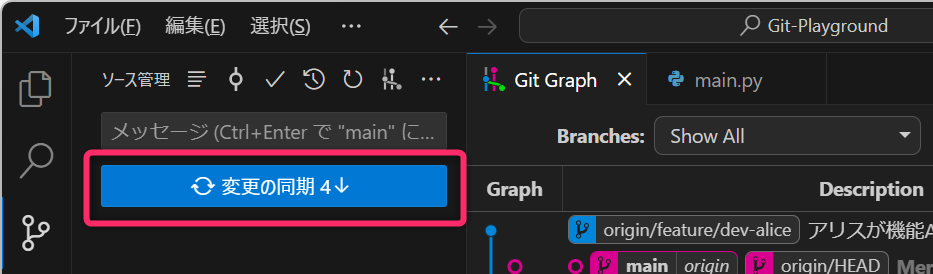 ファイル(F) 編集(E) 選択(S) … Git-Playground
ソース管理 Git Graph main.py
メッセージ (Ctrl+Enter で "main" に...
Branches: Show All
変更の同期 4↓
Graph Description
origin/feature/dev-alice アリスが機能A
main origin origin/HEAD Mer